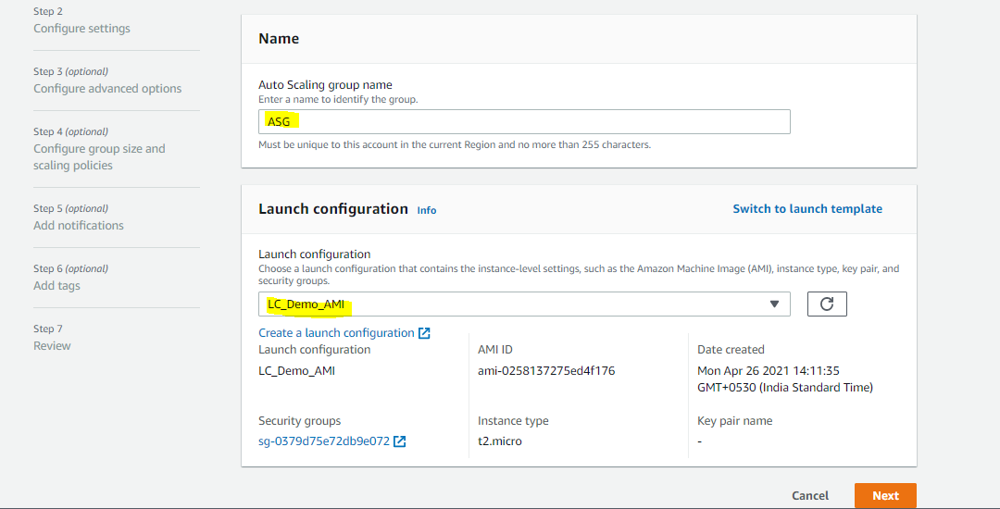 Step 2
Configure settings
Step 3 (optional)
Configure advanced options
Step 4 (optional)
Configure group size and
scaling policies
Step 5 (optional)
Add notifications
Step 6 (optional)
Add tags
Step 7
Review
Name
Auto Scaling group name
Enter a name to identify the group.
ASG
Must be unique to this account in the current Region and no more than 255 characters.
Launch configuration Info
Switch to launch template
Launch configuration
Choose a launch configuration that contains the instance-level settings, such as the Amazon Machine Image (AMI), instance type, key pair, and
security groups.
LC_Demo_AMI
Create a launch configuration
Launch configuration
LC_Demo_AMI
AMI ID
ami-0258137275ed4f176
Date created
Mon Apr 26 2021 14:11:35
GMT+0530 (India Standard Time)
Security groups
sg-0379d75e72db9e072
Instance type
t2.micro
Key pair name
-
Cancel
Next